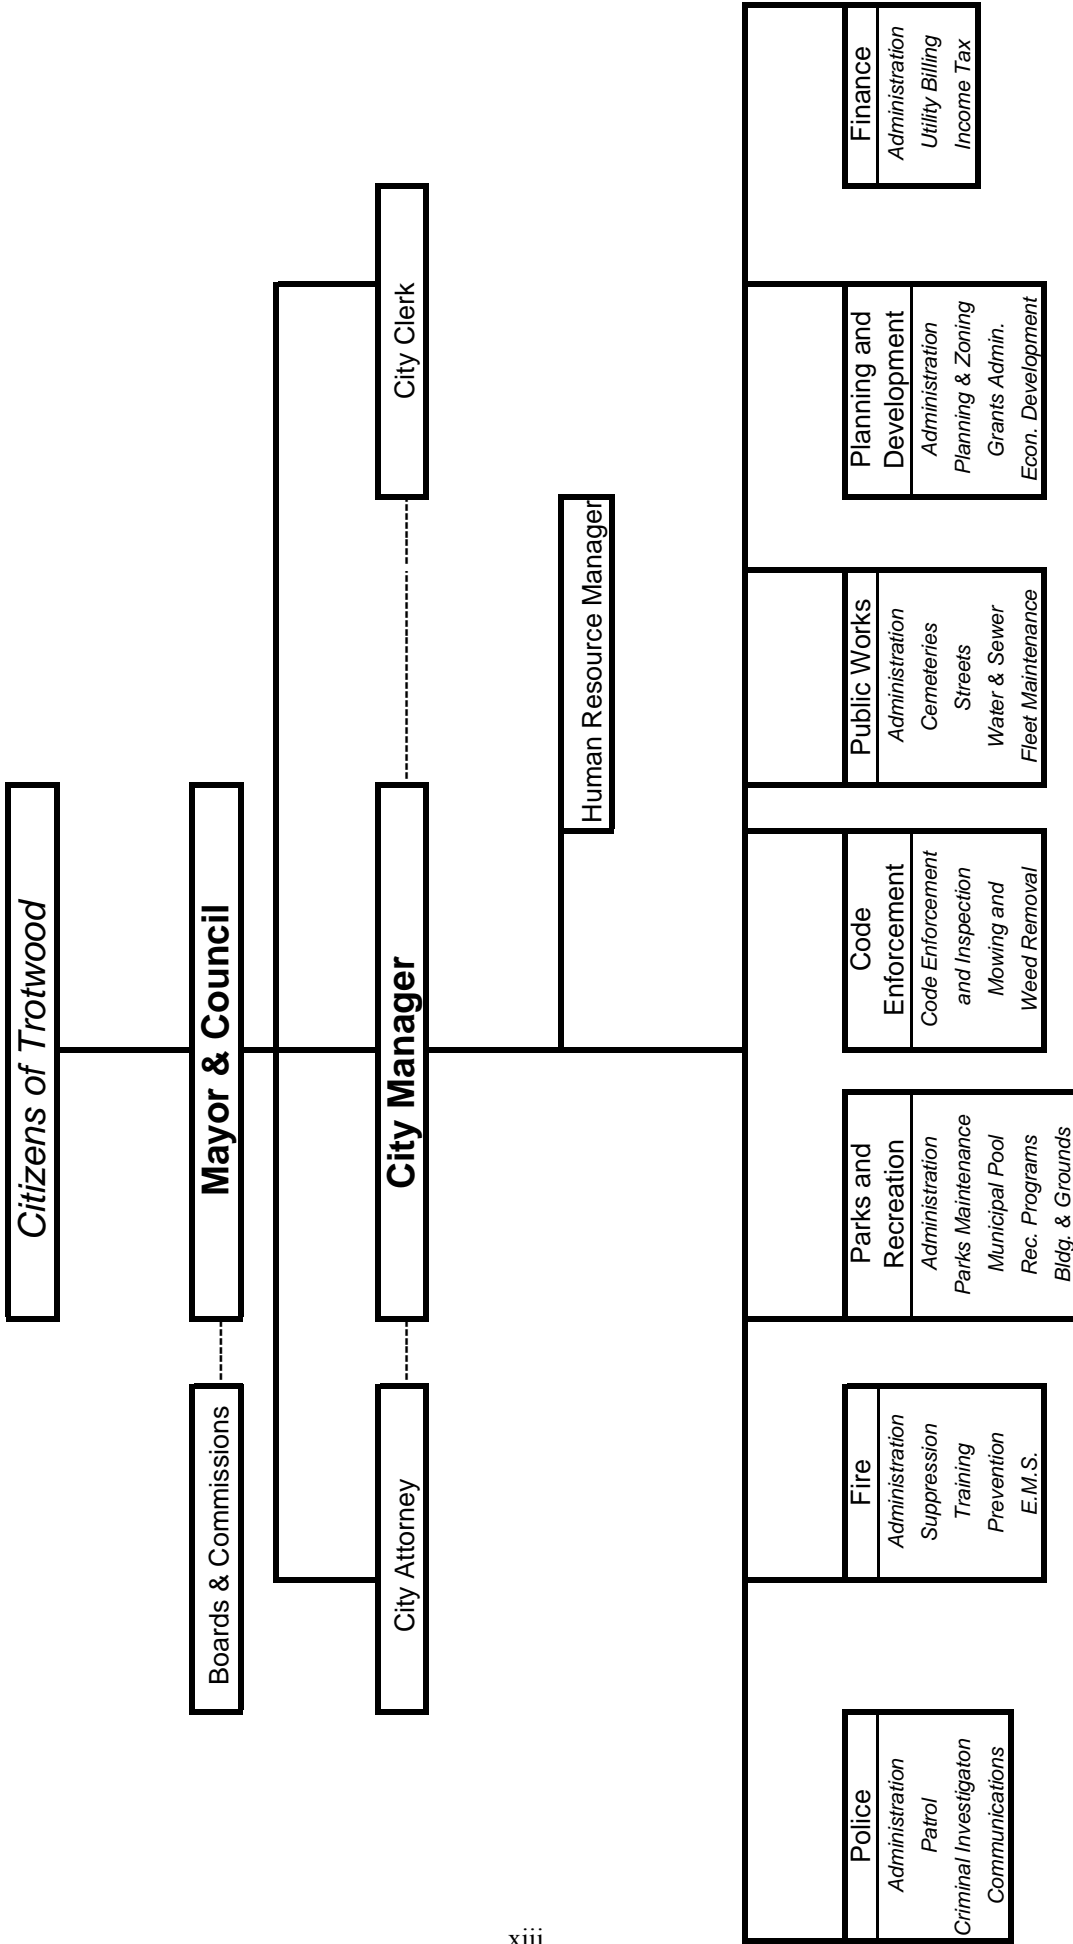 Citizens of Trotwood
Boards & Commissions
Mayor & Council
City Attorney
City Manager
City Clerk
Human Resource Manager
Police
Administration
Patrol
Criminal Investigaton
Communications
Fire
Administration
Suppression
Training
Prevention
E.M.S.
Parks and
Recreation
Administration
Parks Maintenance
Municipal Pool
Rec. Programs
Bldg. & Grounds
Code
Enforcement
Code Enforcement
and Inspection
Mowing and
Weed Removal
Public Works
Administration
Cemeteries
Streets
Water & Sewer
Fleet Maintenance
Planning and
Development
Administration
Planning & Zoning
Grants Admin.
Econ. Development
Finance
Administration
Utility Billing
Income Tax
xiii